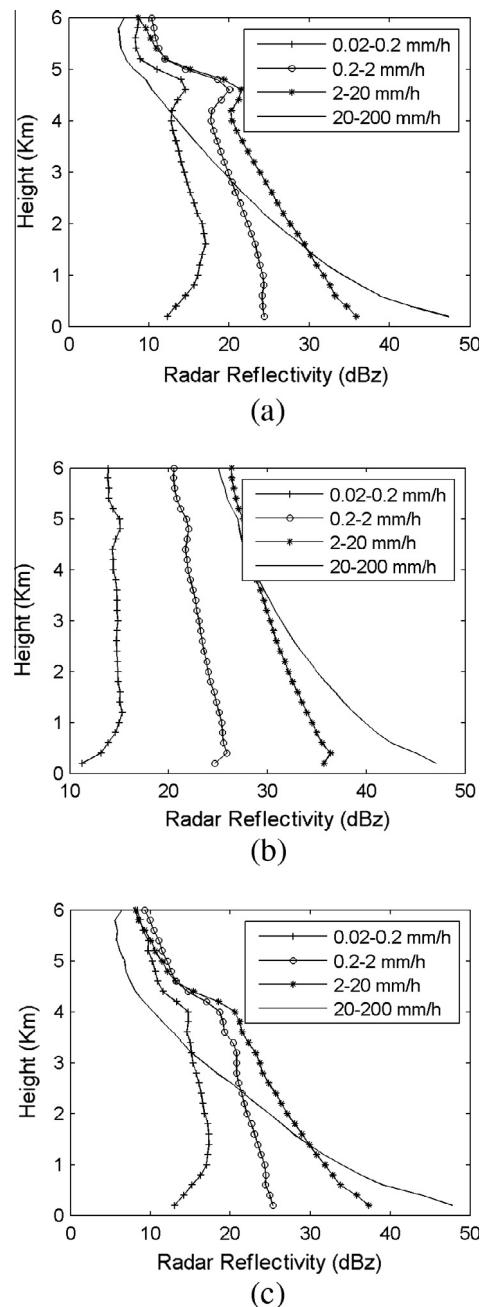 6
5
4
3
2
1
0
Height (Km)
0.02-0.2 mm/h
0.2-2 mm/h
2-20 mm/h
20-200 mm/h
0 10 20 30 40 50
Radar Reflectivity (dBz)
(a)
6
5
4
3
2
1
0
Height (Km)
0.02-0.2 mm/h
0.2-2 mm/h
2-20 mm/h
20-200 mm/h
10 20 30 40 50
Radar Reflectivity (dBz)
(b)
6
5
4
3
2
1
0
Height (Km)
0.02-0.2 mm/h
0.2-2 mm/h
2-20 mm/h
20-200 mm/h
0 10 20 30 40 50
Radar Reflectivity (dBz)
(c)